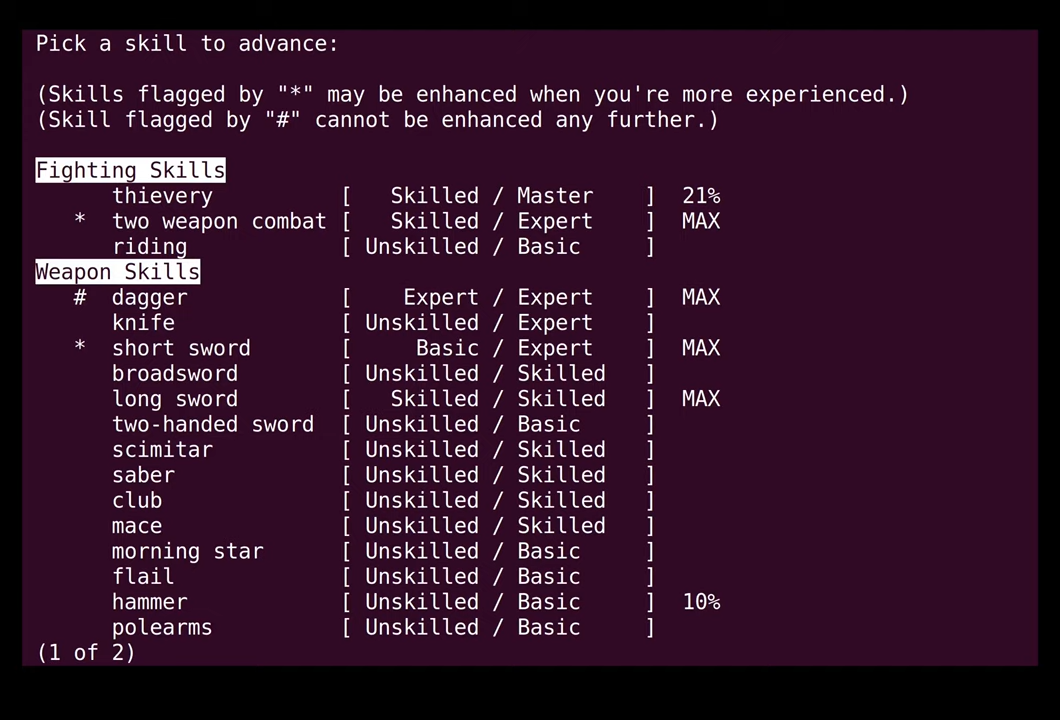 Pick a skill to advance:
(Skills flagged by "*" may be enhanced when you're more experienced.)
(Skill flagged by "#" cannot be enhanced any further.)
Fighting Skills
thievery [ Skilled / Master ] 21%
* two weapon combat [ Skilled / Expert ] MAX
riding [ Unskilled / Basic ]
Weapon Skills
# dagger [ Expert / Expert ] MAX
knife [ Unskilled / Expert ]
* short sword [ Basic / Expert ] MAX
broadsword [ Unskilled / Skilled ]
long sword [ Skilled / Skilled ] MAX
two-handed sword [ Unskilled / Basic ]
scimitar [ Unskilled / Skilled ]
saber [ Unskilled / Skilled ]
club [ Unskilled / Skilled ]
mace [ Unskilled / Skilled ]
morning star [ Unskilled / Basic ]
flail [ Unskilled / Basic ]
hammer [ Unskilled / Basic ] 10%
polearms [ Unskilled / Basic ]
(1 of 2)